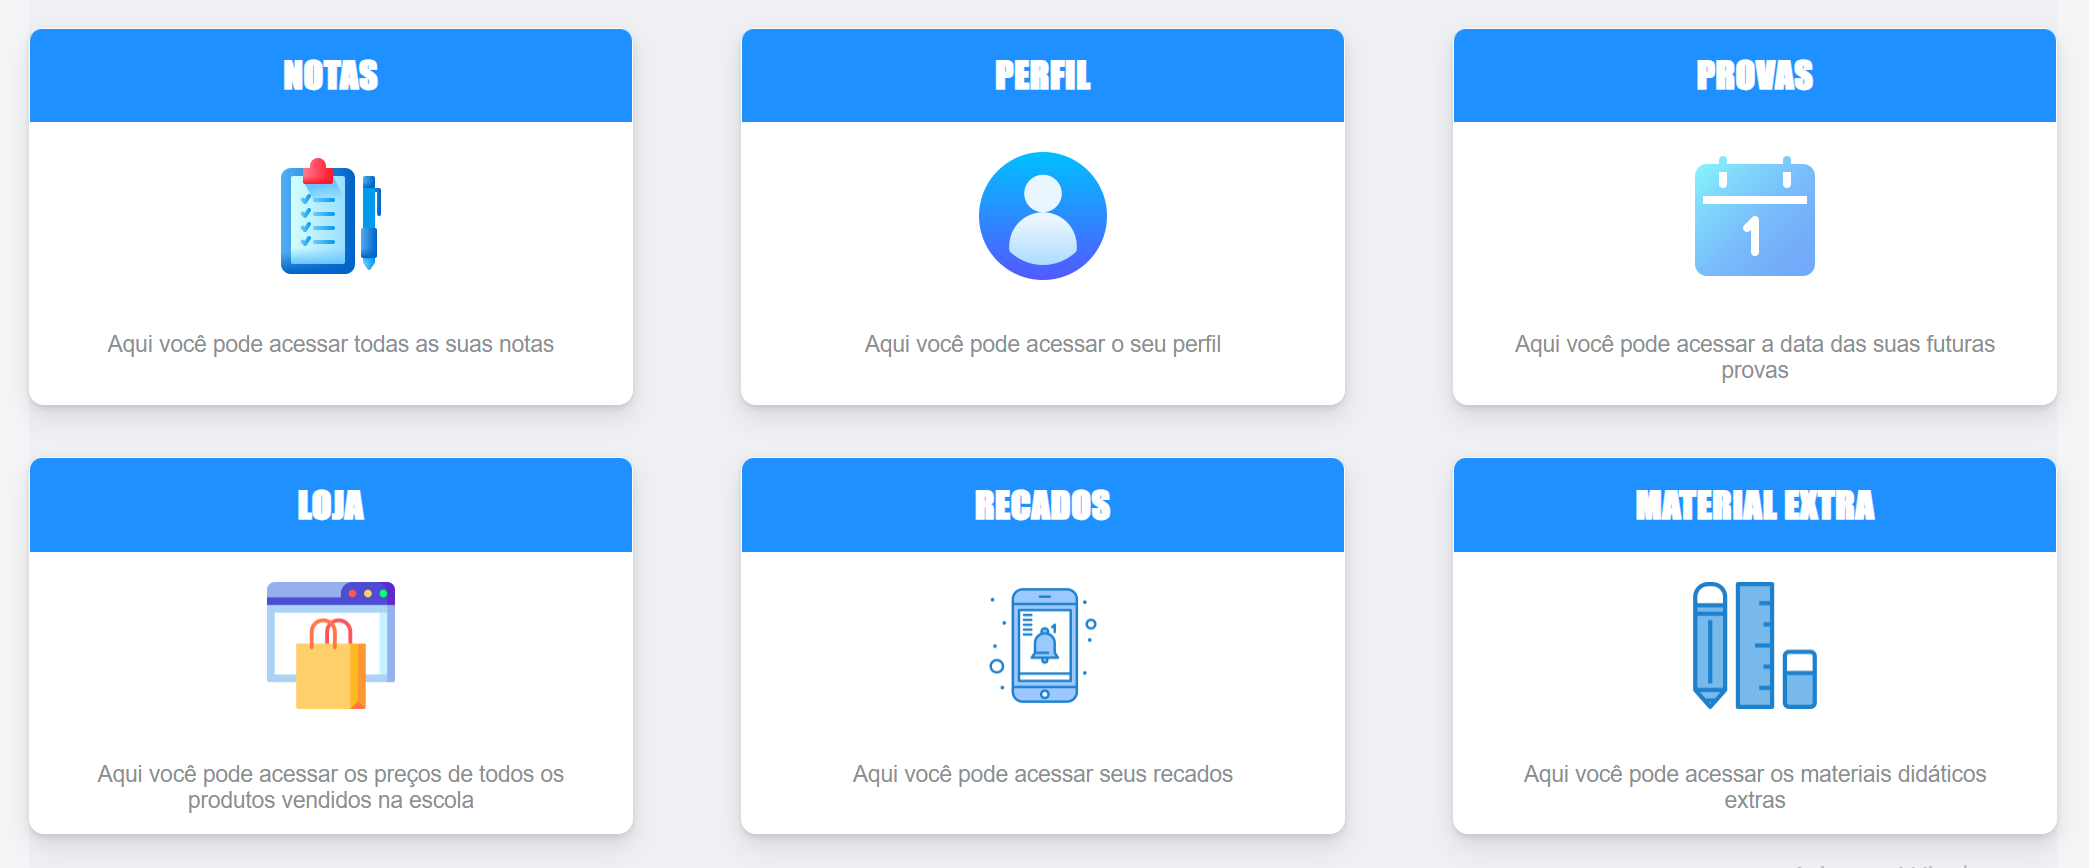 NOTAS
PERFIL
PROVAS
1
Aqui você pode acessar todas as suas notas
Aqui você pode acessar o seu perfil
Aqui você pode acessar a data das suas futuras
provas
LOJA
RECADOS
MATERIAL EXTRA
1
Aqui você pode acessar os preços de todos os
produtos vendidos na escola
Aqui você pode acessar seus recados
Aqui você pode acessar os materiais didáticos
extras